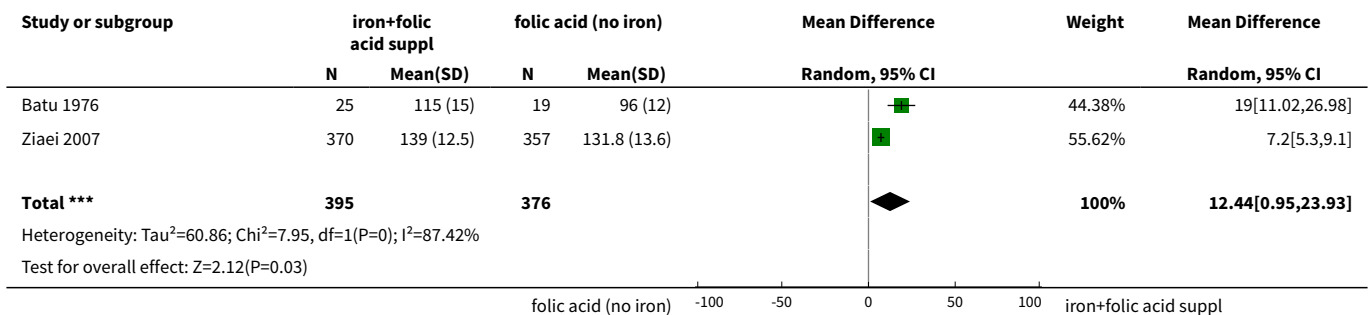 Study or subgroup iron+folic acid suppl folic acid (no iron) Mean Difference Weight Mean Difference
N Mean(SD) N Mean(SD) Random, 95% CI Random, 95% CI
Batu 1976 25 115 (15) 19 96 (12) 44.38% 19[11.02,26.98]
Ziaei 2007 370 139 (12.5) 357 131.8 (13.6) 55.62% 7.2[5.3,9.1]
Total *** 395 376 100% 12.44[0.95,23.93]
Heterogeneity: Tau²=60.86; Chi²=7.95, df=1(P=0); I²=87.42%
Test for overall effect: Z=2.12(P=0.03)
folic acid (no iron) -100 -50 0 50 100 iron+folic acid suppl